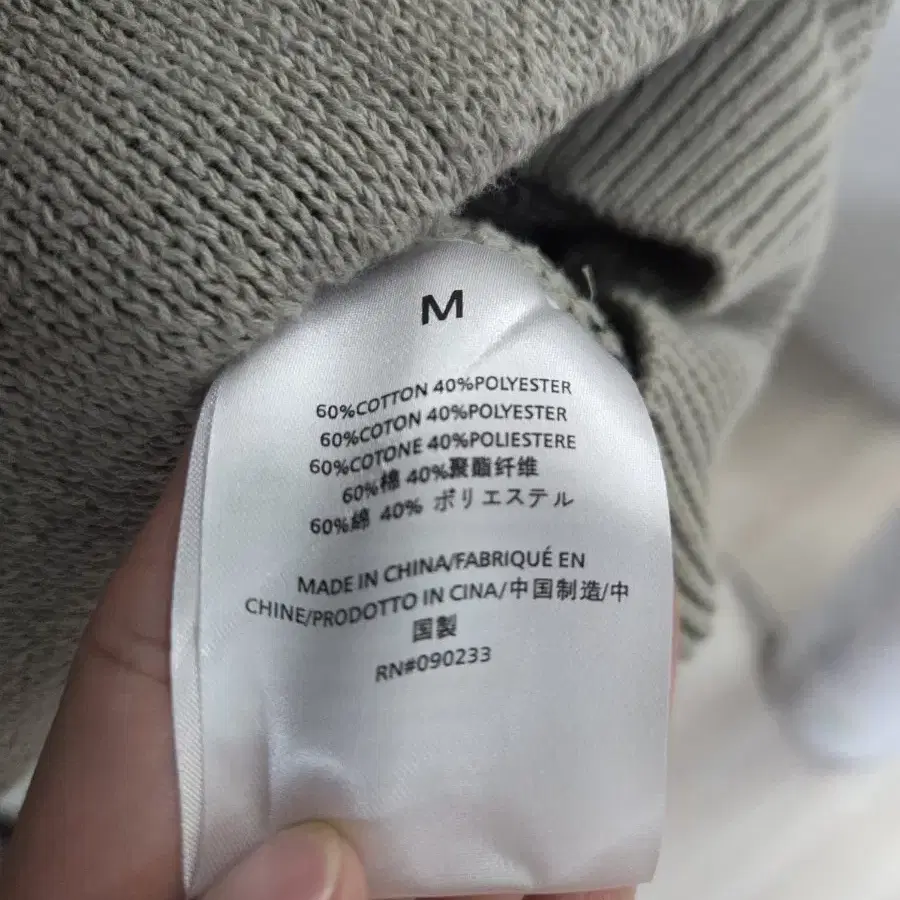 M
60%COTTON 40%POLYESTER
60%COTON 40%POLYESTER
60%COTONE 40%POLIESTERE
60%棉 40%聚酯纤维
60%綿 40% ポリエステル
MADE IN CHINA/FABRIQUÉ EN
CHINE/PRODOTTO IN CINA/中国制造/中
国製
RN#090233